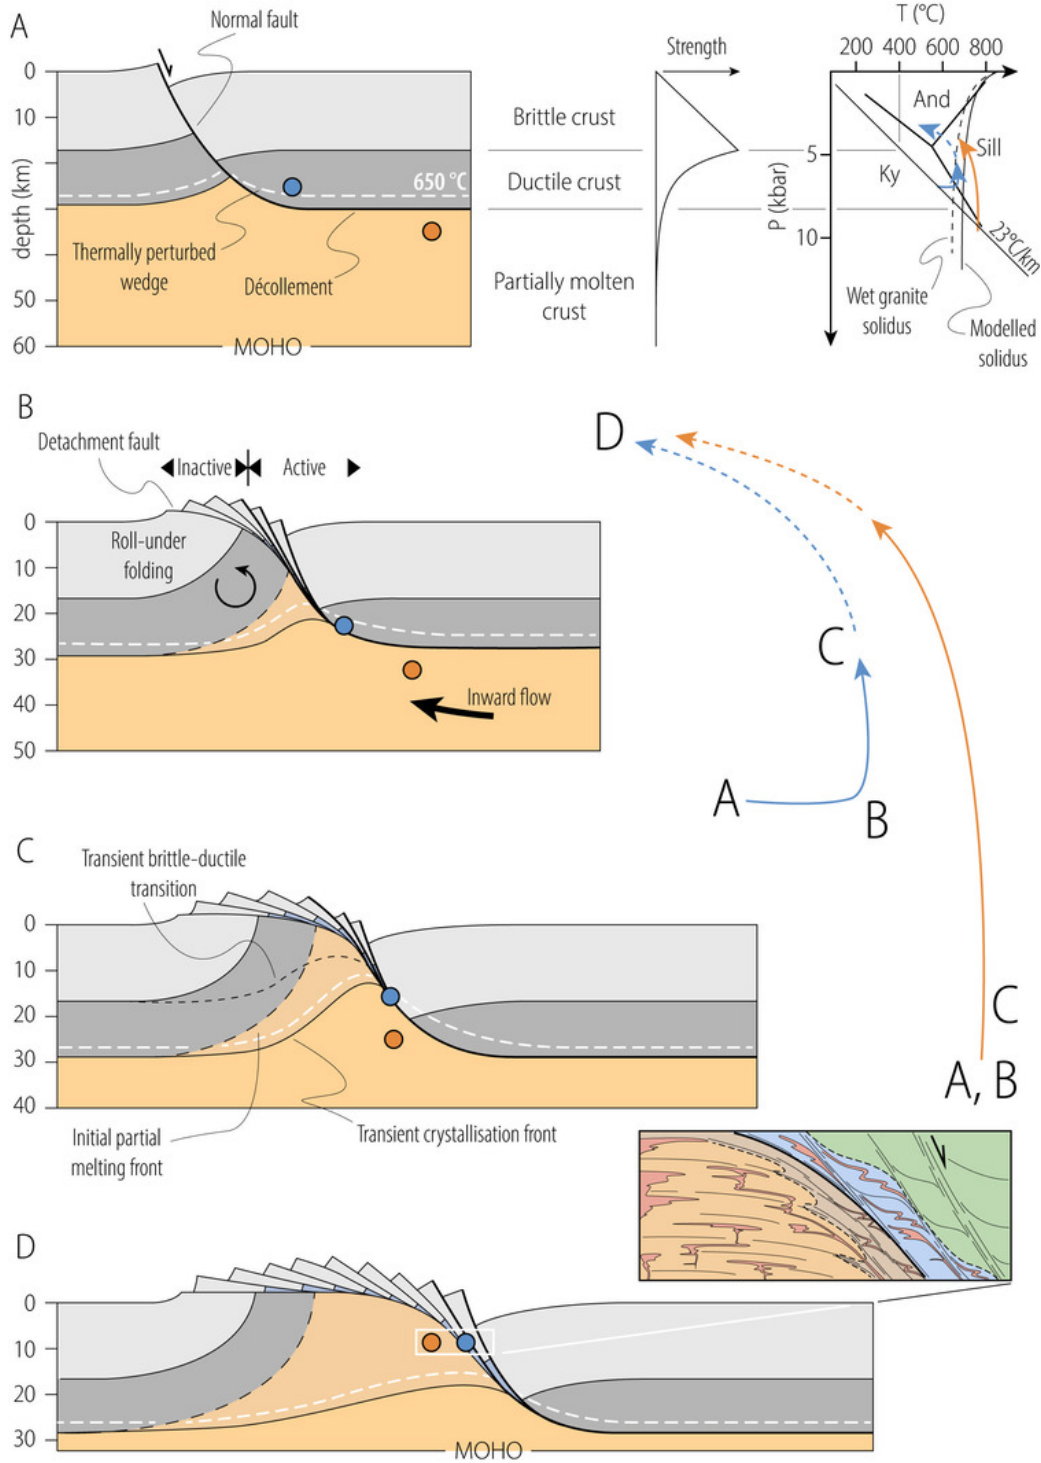 A
Normal fault
0
10
depth (km)
50
60
650 °C
Thermally perturbed
wedge
Décollement
MOHO
Strength
Brittle crust
Ductile crust
Partially molten
crust
T (°C)
200 400 600 800
And
Sill
Ky
5
10
P (kbar)
23°C/km
Wet granite
solidus
Modelled
solidus
B
Detachment fault
Inactive
Active
0
10
20
30
40
50
Roll-under
folding
Inward flow
D
C
A
B
C
A, B
C
Transient brittle-ductile
transition
0
10
20
30
40
Initial partial
melting front
Transient crystallisation front
D
0
10
20
30
MOHO